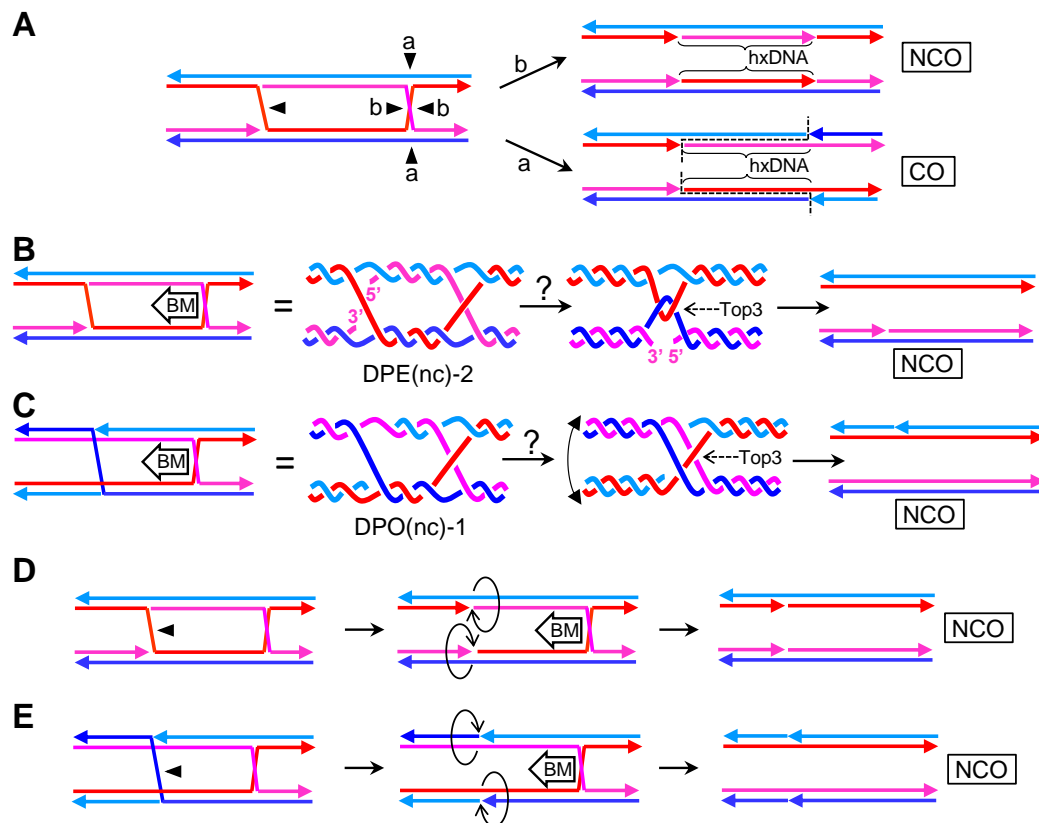 A
a
b
b
b
a
b
a
hxDNA
NCO
hxDNA
CO
B
BM
=
5’
3’
DPE(nc)-2
?
Top3
3’ 5’
NCO
C
BM
=
DPO(nc)-1
?
Top3
NCO
D
BM
NCO
E
BM
NCO